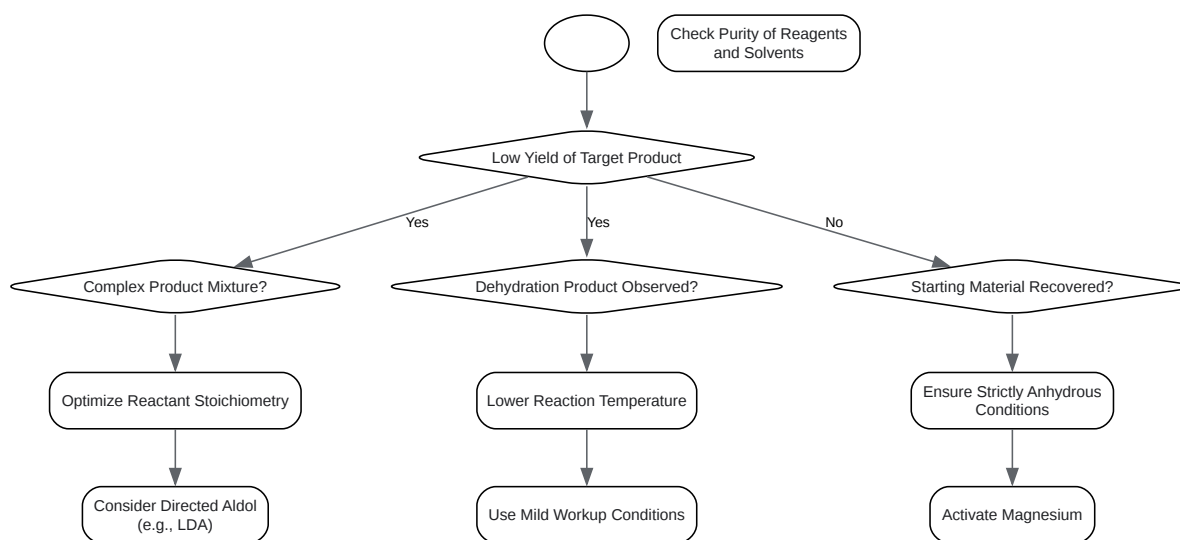 Check Purity of Reagents
and Solvents
Low Yield of Target Product
Yes
Yes
No
Complex Product Mixture?
Dehydration Product Observed?
Starting Material Recovered?
Optimize Reactant Stoichiometry
Lower Reaction Temperature
Ensure Strictly Anhydrous
Conditions
Consider Directed Aldol
(e.g., LDA)
Use Mild Workup Conditions
Activate Magnesium